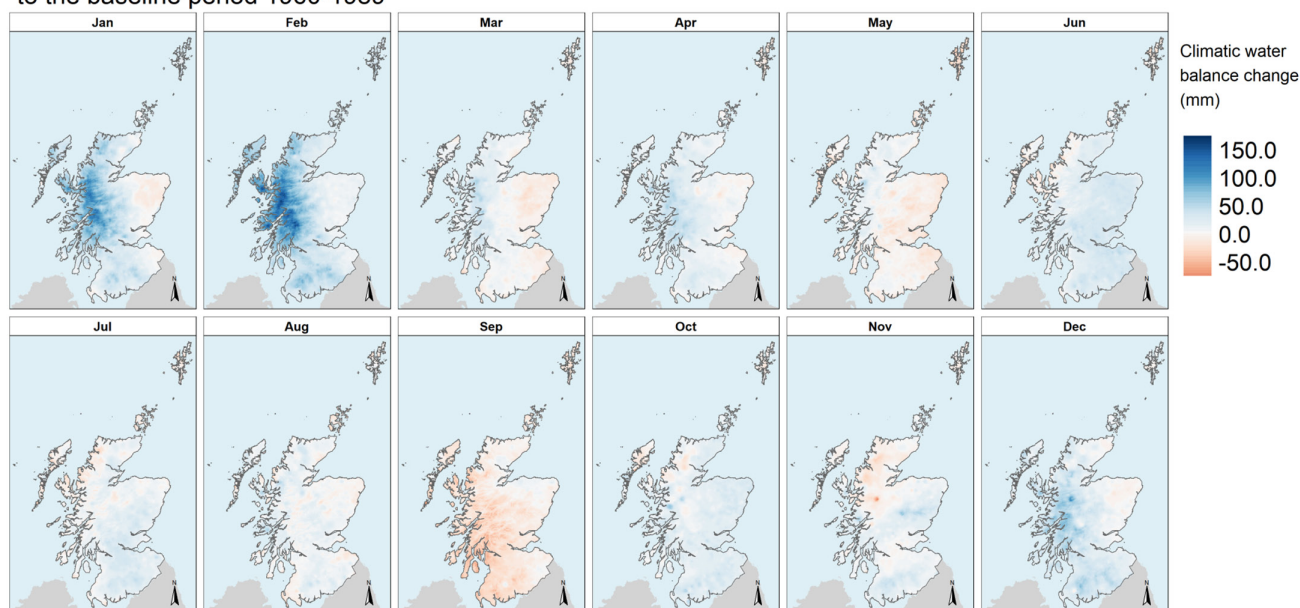 to the baseline period 1960-1989
Jan Feb Mar Apr May Jun
Climatic water
balance change
(mm)
150.0
100.0
50.0
0.0
-50.0
N N N N N N
Jul Aug Sep Oct Nov Dec
N N N N N N